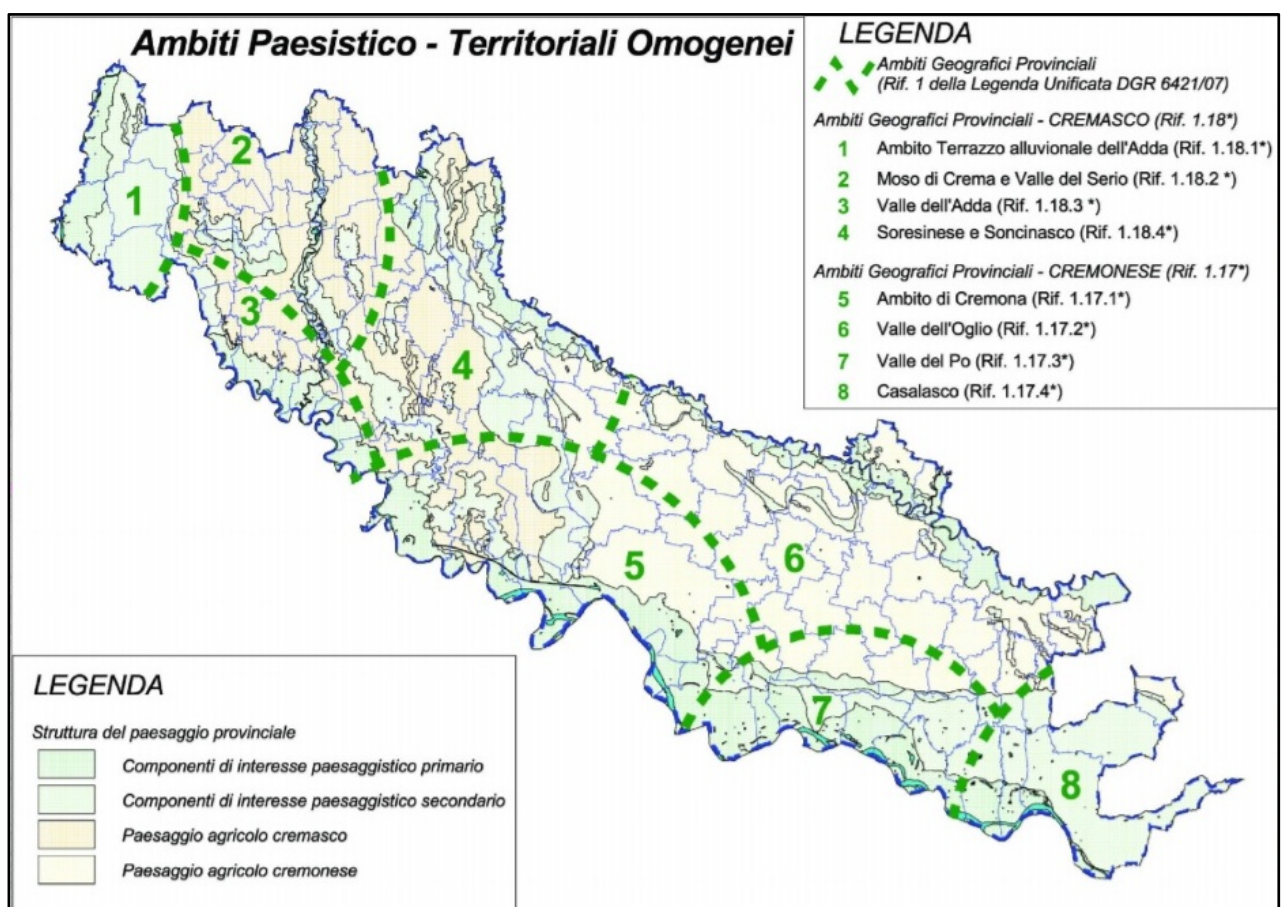 Ambiti Paesistico - Territoriali Omogenei
LEGENDA
Ambiti Geografici Provinciali
(Rif. 1 della Legenda Unificata DGR 6421/07)
Ambiti Geografici Provinciali - CREMASCO (Rif. 1.18*)
1 Ambito Terrazzo alluvionale dell'Adda (Rif. 1.18.1*)
2 Moso di Crema e Valle del Serio (Rif. 1.18.2 *)
3 Valle dell'Adda (Rif. 1.18.3 *)
4 Soresinese e Soncinasco (Rif. 1.18.4*)
Ambiti Geografici Provinciali - CREMONESE (Rif. 1.17*)
5 Ambito di Cremona (Rif. 1.17.1*)
6 Valle dell'Oglio (Rif. 1.17.2*)
7 Valle del Po (Rif. 1.17.3*)
8 Casalasco (Rif. 1.17.4*)
1
2
3
4
5
6
7
8
LEGENDA
Struttura del paesaggio provinciale
Componenti di interesse paesaggistico primario
Componenti di interesse paesaggistico secondario
Paesaggio agricolo cremasco
Paesaggio agricolo cremonese